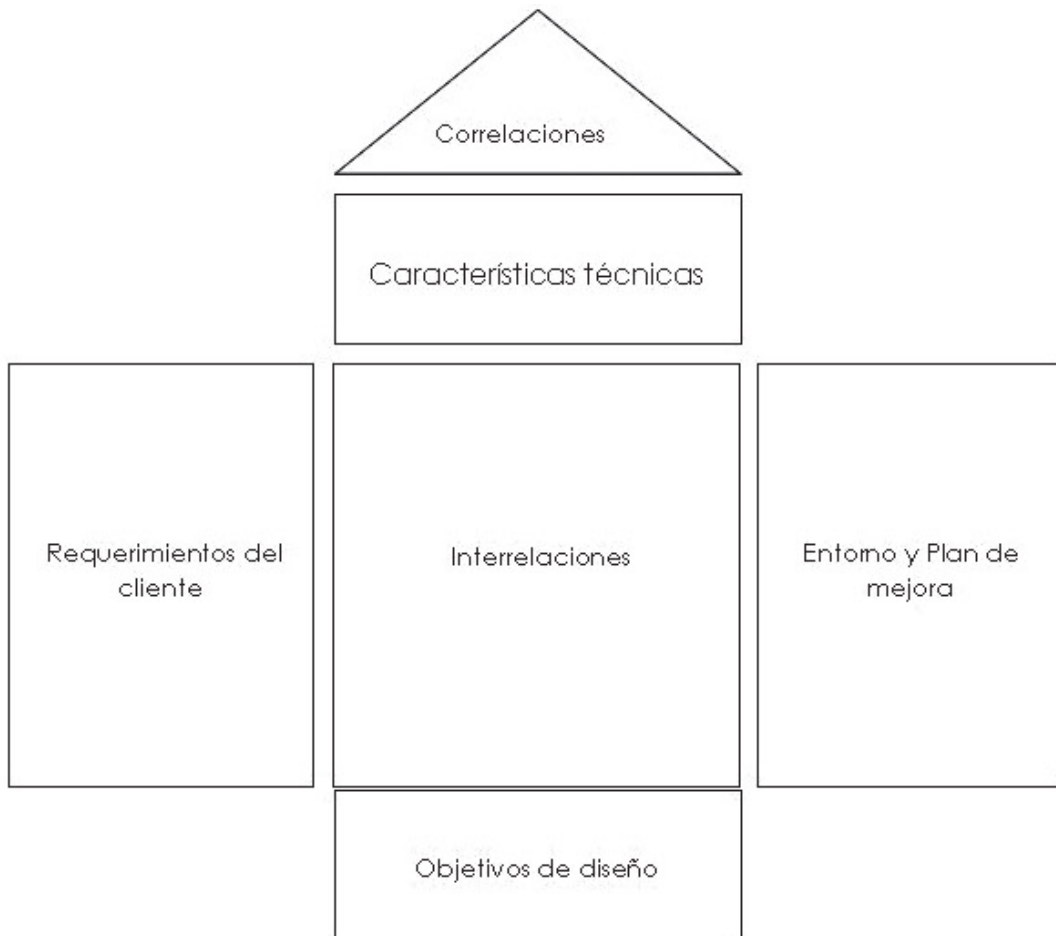 Correlaciones
Características técnicas
Requerimientos del
cliente
Interrelaciones
Entorno y Plan de
mejora
Objetivos de diseño